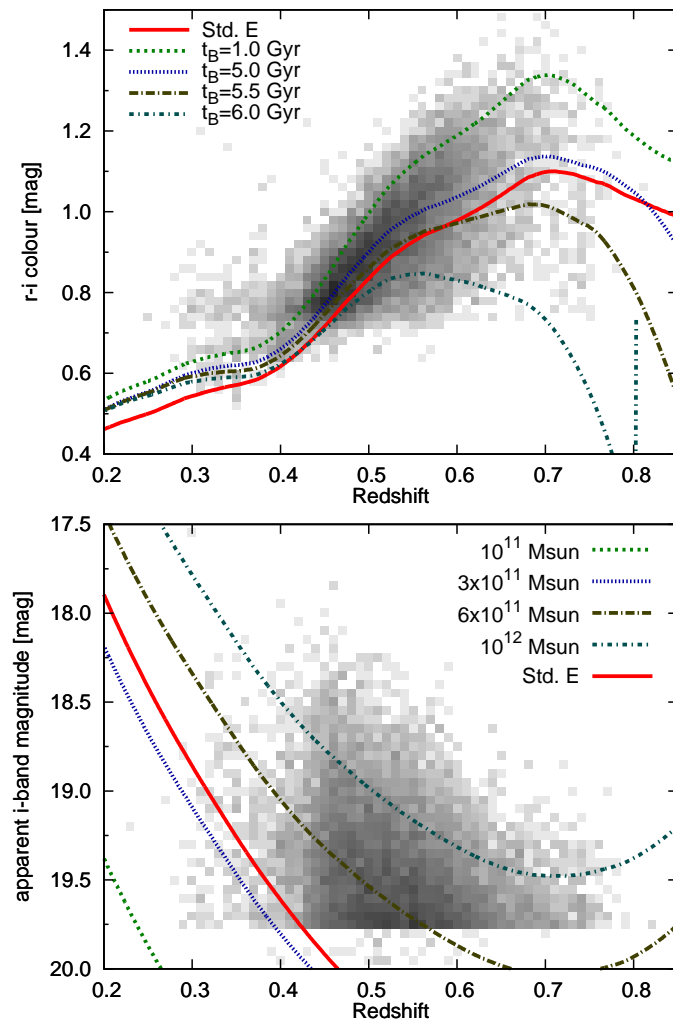 Std. E
t_B=1.0 Gyr
t_B=5.0 Gyr
t_B=5.5 Gyr
t_B=6.0 Gyr
r-i colour [mag]
1.4
1.2
1.0
0.8
0.6
0.4
0.2 0.3 0.4 0.5 0.6 0.7 0.8
Redshift
10^11 Msun
3x10^11 Msun
6x10^11 Msun
10^12 Msun
Std. E
apparent i-band magnitude [mag]
17.5
18.0
18.5
19.0
19.5
20.0
0.2 0.3 0.4 0.5 0.6 0.7 0.8
Redshift